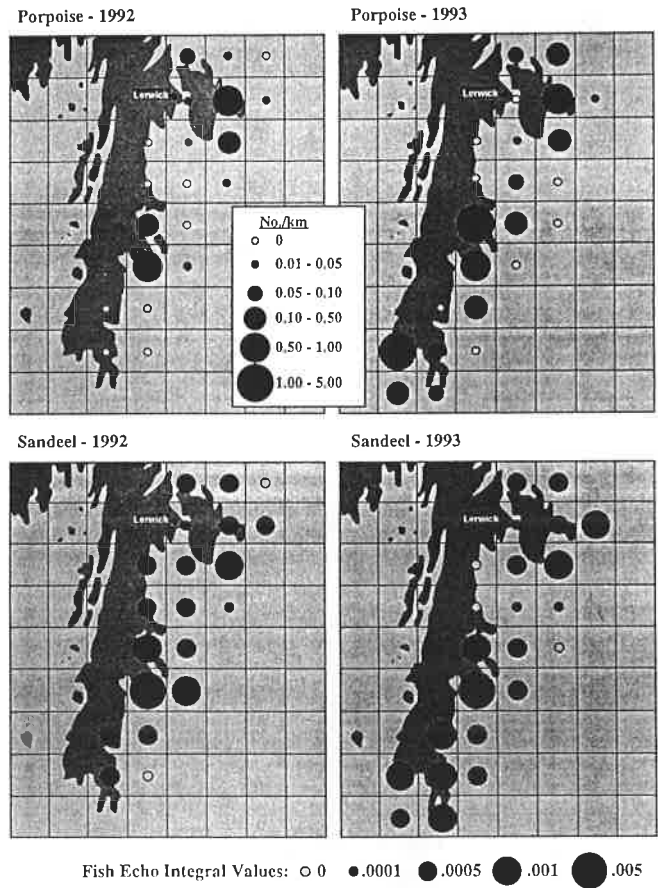 Porpoise - 1992
Porpoise - 1993
Lerwick
Lerwick
No./km
0
0.01 - 0.05
0.05 - 0.10
0.10 - 0.50
0.50 - 1.00
1.00 - 5.00
Sandeel - 1992
Sandeel - 1993
Lerwick
Lerwick
Fish Echo Integral Values: 0 .0001 .0005 .001 .005